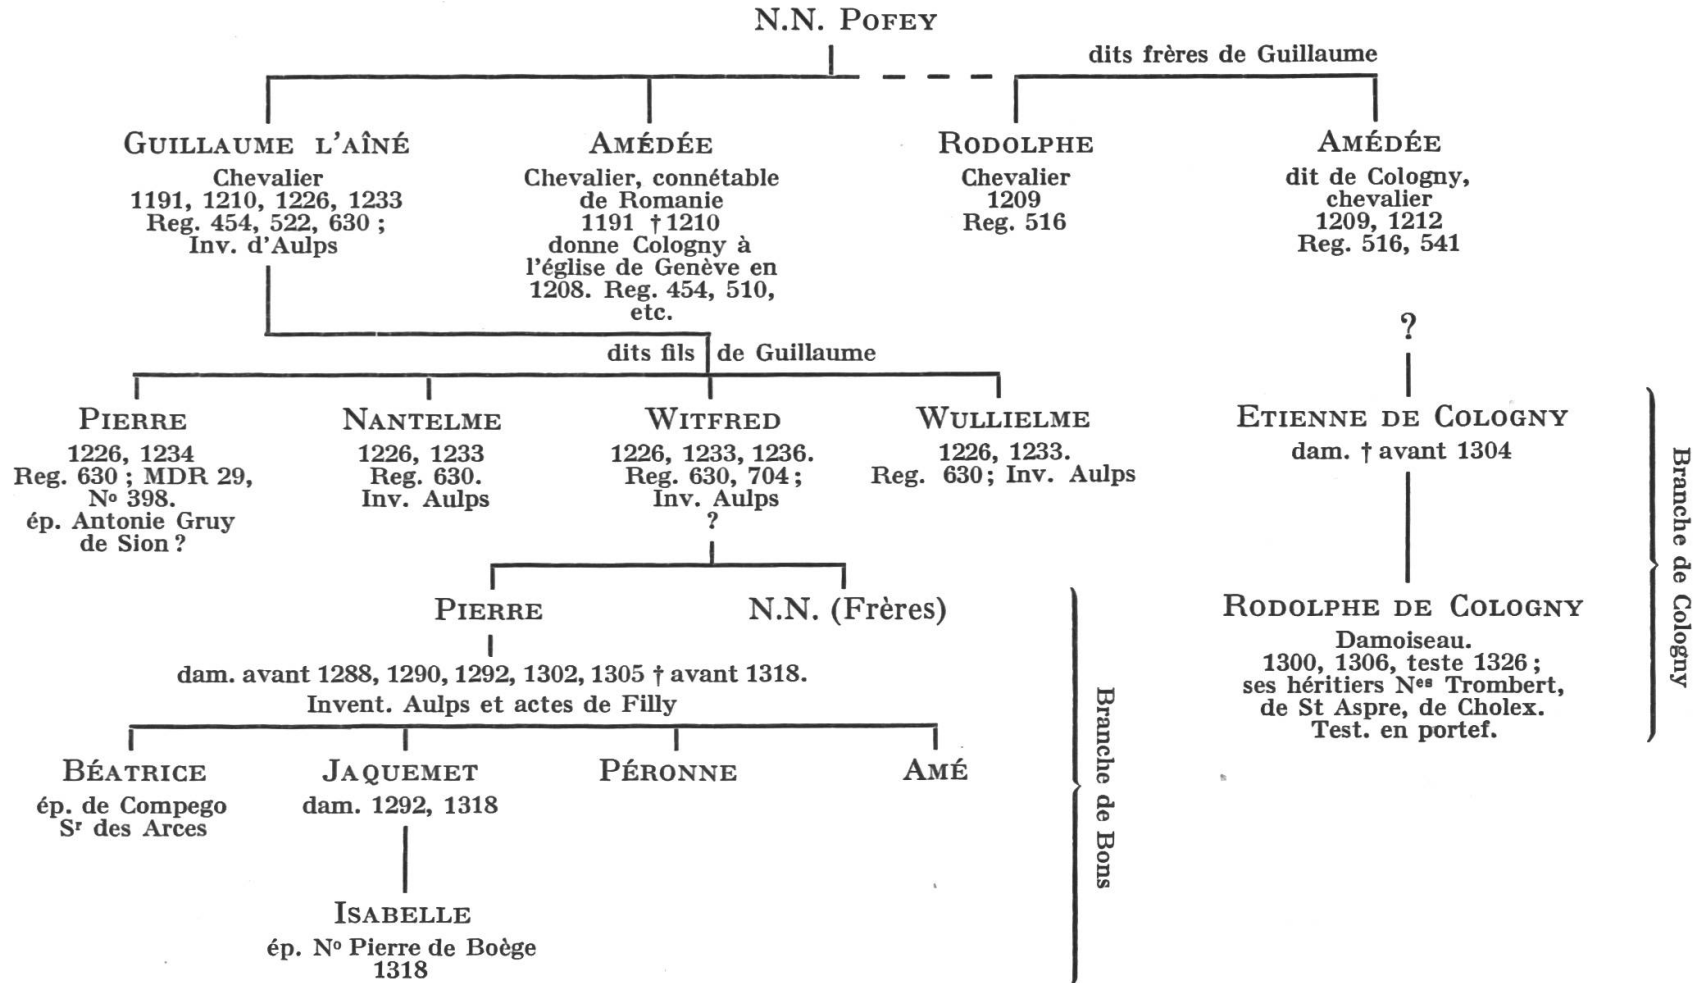 N.N. Pofey
dits frères de Guillaume
Guillaume l'aîné
Chevalier
1191, 1210, 1226, 1233
Reg. 454, 522, 630 ;
Inv. d'Aulps
Amédée
Chevalier, connétable
de Romanie
1191 † 1210
donne Cologny à
l'église de Genève en
1208. Reg. 454, 510,
etc.
Rodolphe
Chevalier
1209
Reg. 516
Amédée
dit de Cologny,
chevalier
1209, 1212
Reg. 516, 541
?
dits fils de Guillaume
Pierre
1226, 1234
Reg. 630 ; MDR 29,
Nº 398.
ép. Antonie Gruy
de Sion ?
Nantelme
1226, 1233
Reg. 630.
Inv. Aulps
Witfred
1226, 1233, 1236.
Reg. 630, 704 ;
Inv. Aulps
?
Wullielme
1226, 1233.
Reg. 630 ; Inv. Aulps
Etienne de Cologny
dam. † avant 1304
Pierre
N.N. (Frères)
dam. avant 1288, 1290, 1292, 1302, 1305 † avant 1318.
Invent. Aulps et actes de Filly
Rodolphe de Cologny
Damoiseau.
1300, 1306, teste 1326 ;
ses héritiers Nᵉˢ Trombert,
de St Aspre, de Cholex.
Test. en portef.
Branche de Cologny
Béatrice
ép. de Compego
Sʳ des Arces
Jaquemet
dam. 1292, 1318
Péronne
Amé
Isabelle
ép. Nº Pierre de Boège
1318
Branche de Bons